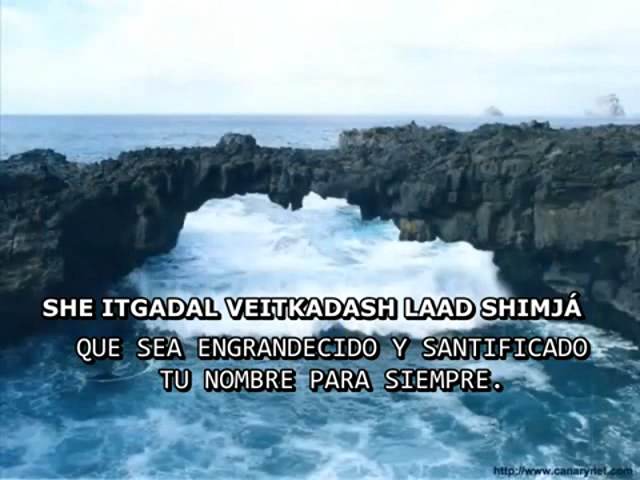 SHE ITGADAL VEITKADASH LAAD SHIMJÁ
QUE SEA ENGRANDECIDO Y SANTIFICADO
TU NOMBRE PARA SIEMPRE.
http://www.canarynet.com